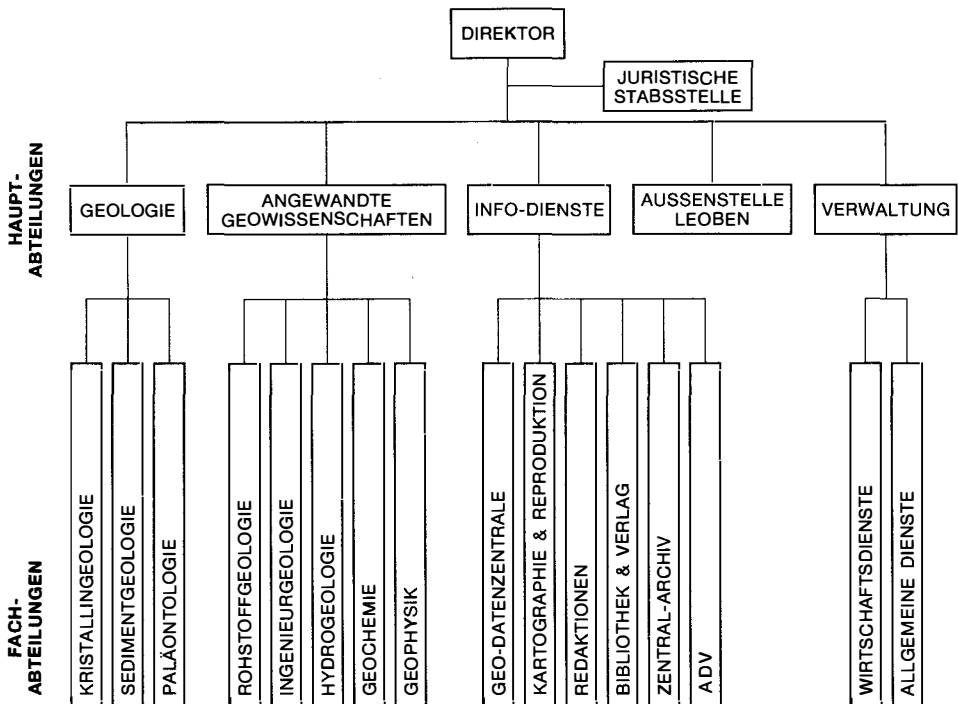 DIREKTOR
JURISTISCHE
STABSSTELLE
HAUPT-
ABTEILUNGEN
GEOLOGIE
ANGEWANDTE
GEOWISSENSCHAFTEN
INFO-DIENSTE
AUSSENSTELLE
LEOBEN
VERWALTUNG
FACH-
ABTEILUNGEN
KRISTALLINGEOLOGIE
SEDIMENTGEOLOGIE
PALÄONTOLOGIE
ROHSTOFFGEOLOGIE
INGENIEURGEOLOGIE
HYDROGEOLOGIE
GEOCHEMIE
GEOPHYSIK
GEO-DATENZENTRALE
KARTOGRAPHIE & REPRODUKTION
REDAKTIONEN
BIBLIOTHEK & VERLAG
ZENTRAL-ARCHIV
ADV
WIRTSCHAFTSDIENSTE
ALLGEMEINE DIENSTE